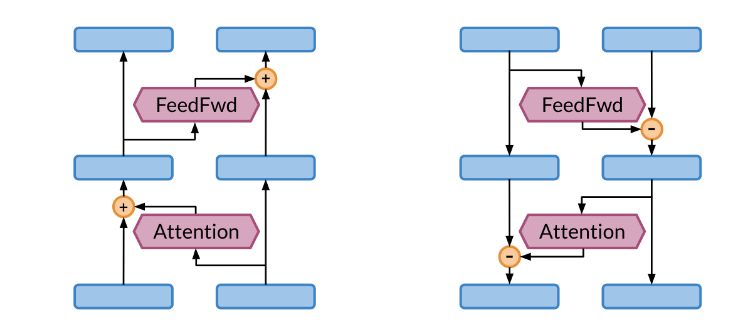 +
FeedFwd
+
Attention
FeedFwd
-
Attention
-